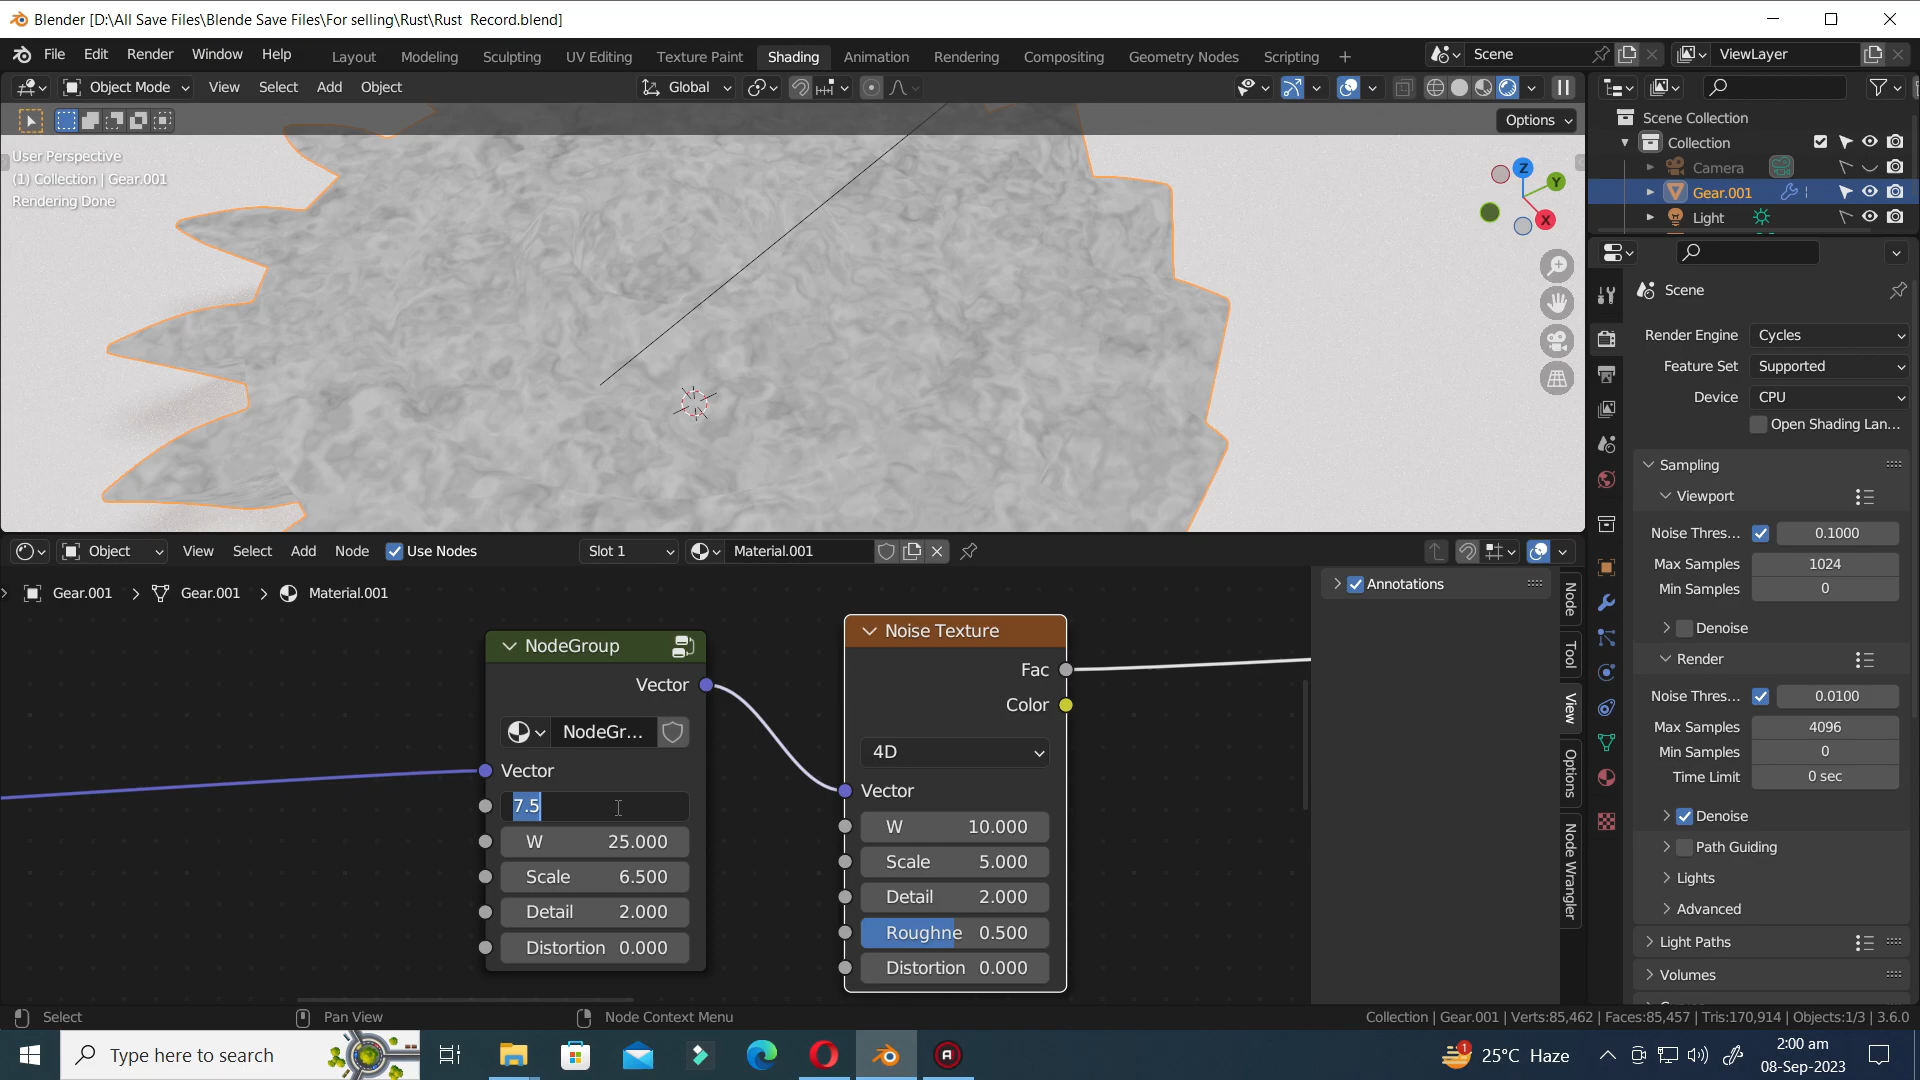 Blender [D:\All Save Files\Blende Save Files\For selling\Rust\Rust  Record.blend]
File Edit Render Window Help
Layout Modeling Sculpting UV Editing Texture Paint Shading Animation Rendering Compositing Geometry Nodes Scripting +
Scene
ViewLayer
Object Mode View Select Add Object
Global
Options
User Perspective
(1) Collection | Gear.001
Rendering Done
Z
Y
X
Scene Collection
Collection
Camera
Gear.001
Light
Scene
Render Engine Cycles
Feature Set Supported
Device CPU
Open Shading Lan...
Sampling
Viewport
Noise Thres... 0.1000
Max Samples 1024
Min Samples 0
Denoise
Render
Noise Thres... 0.0100
Max Samples 4096
Min Samples 0
Time Limit 0 sec
Denoise
Path Guiding
Lights
Advanced
Light Paths
Volumes
Object View Select Add Node Use Nodes Slot 1 Material.001
Gear.001 > Gear.001 > Material.001
Annotations
Node
Tool
View
Options
Node Wrangler
NodeGroup
Vector
NodeGr...
Vector
7.5
W 25.000
Scale 6.500
Detail 2.000
Distortion 0.000
Noise Texture
Fac
Color
4D
Vector
W 10.000
Scale 5.000
Detail 2.000
Roughne 0.500
Distortion 0.000
Select
Pan View
Node Context Menu
Collection | Gear.001 | Verts:85,462 | Faces:85,457 | Tris:170,914 | Objects:1/3 | 3.6.0
Type here to search
1
25°C Haze
2:00 am
08-Sep-2023